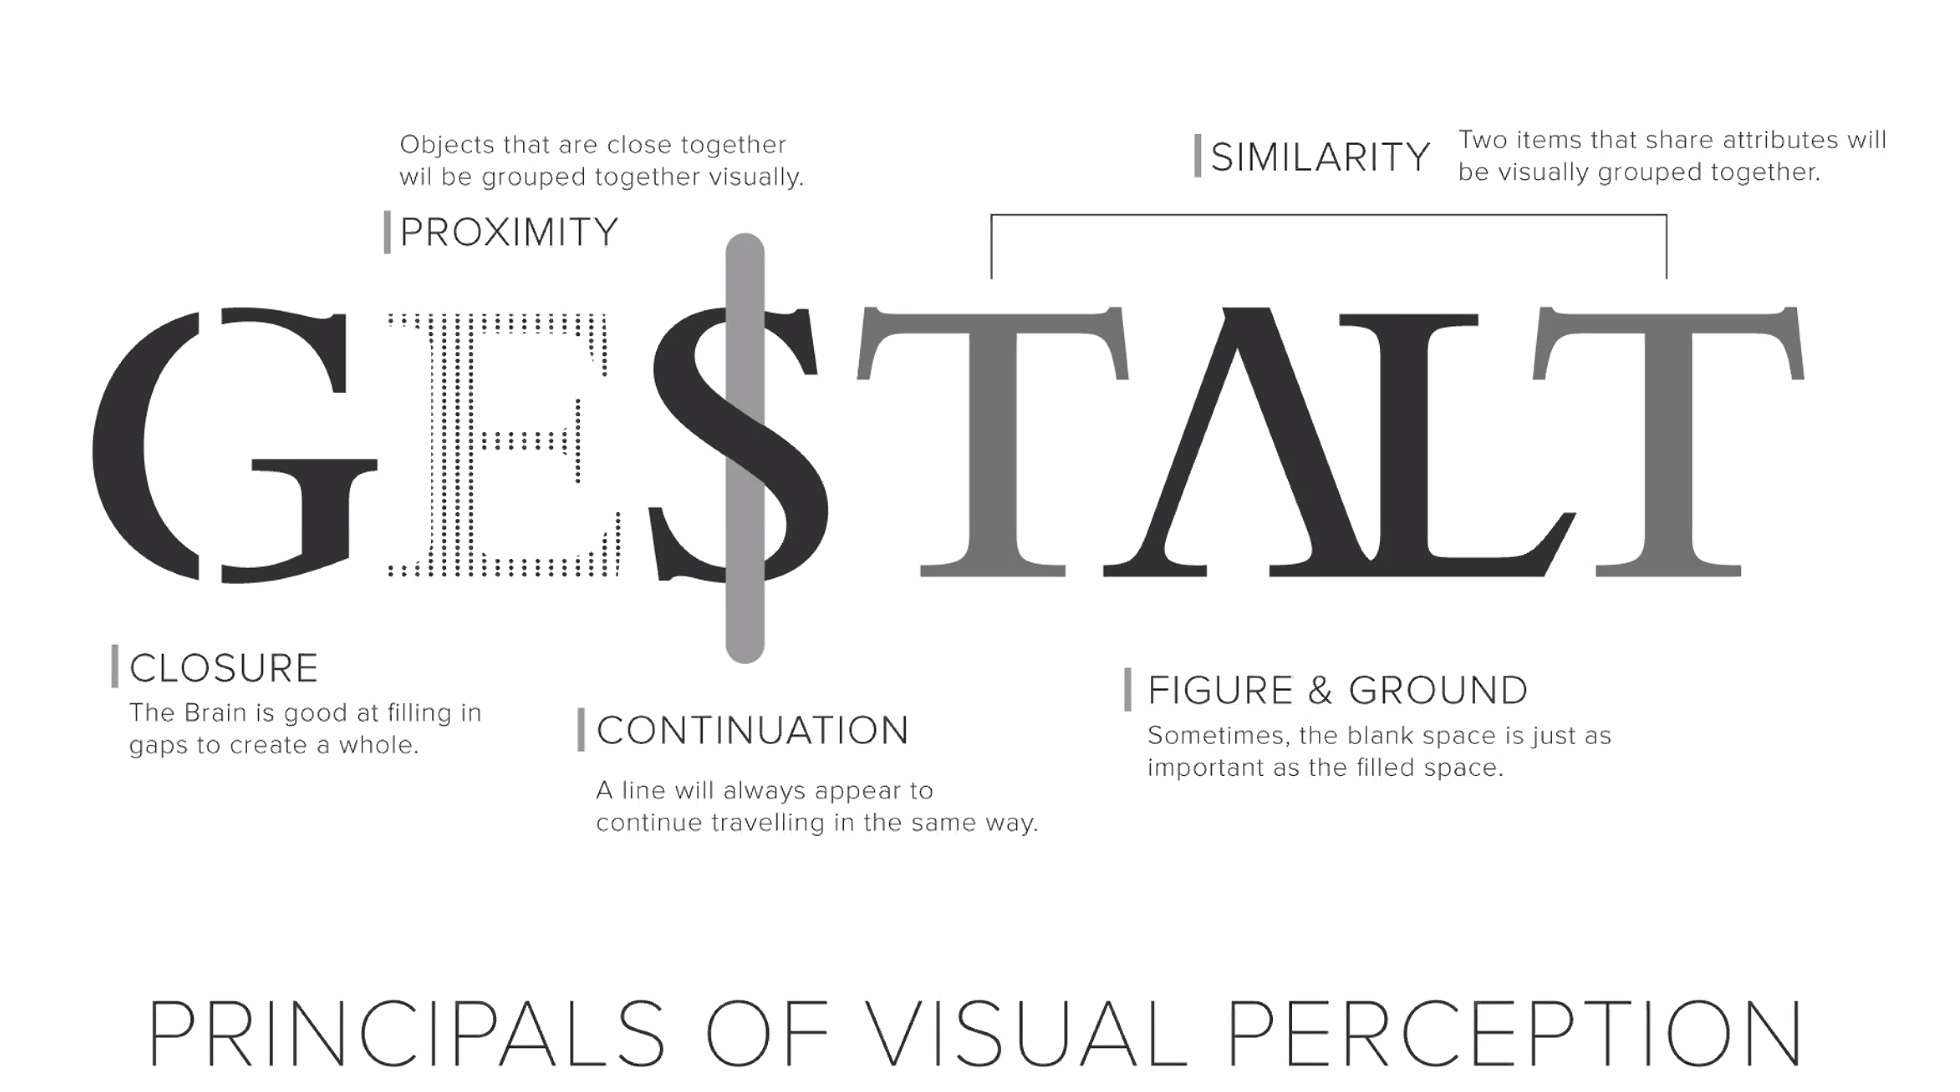 Objects that are close together
wil be grouped together visually.
PROXIMITY
SIMILARITY
Two items that share attributes will
be visually grouped together.
GESTALT
CLOSURE
The Brain is good at filling in
gaps to create a whole.
CONTINUATION
A line will always appear to
continue travelling in the same way.
FIGURE & GROUND
Sometimes, the blank space is just as
important as the filled space.
PRINCIPALS OF VISUAL PERCEPTION